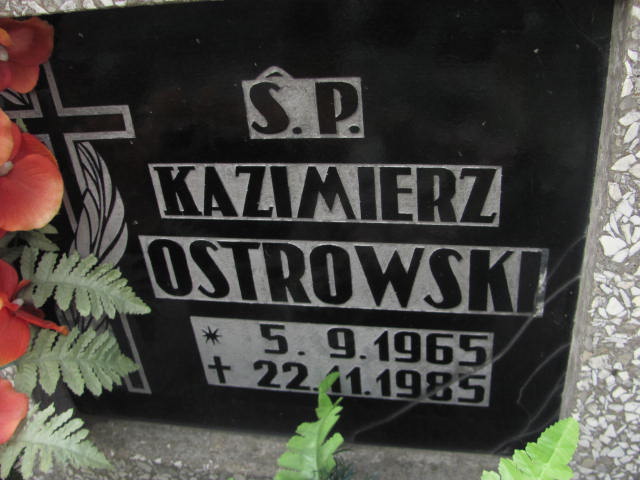 Ś.P.
KAZIMIERZ
OSTROWSKI
* 5.9.1965
✝ 22.11.1985